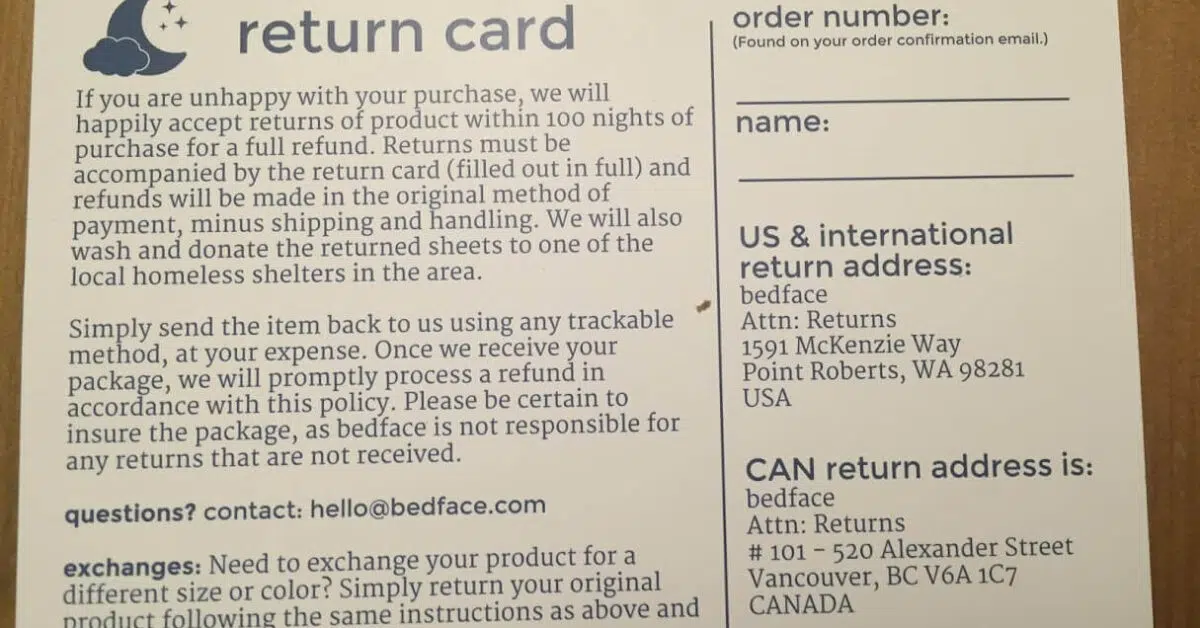 return card
If you are unhappy with your purchase, we will
happily accept returns of product within 100 nights of
purchase for a full refund. Returns must be
accompanied by the return card (filled out in full) and
refunds will be made in the original method of
payment, minus shipping and handling. We will also
wash and donate the returned sheets to one of the
local homeless shelters in the area.
Simply send the item back to us using any trackable
method, at your expense. Once we receive your
package, we will promptly process a refund in
accordance with this policy. Please be certain to
insure the package, as bedface is not responsible for
any returns that are not received.
questions? contact: hello@bedface.com
exchanges: Need to exchange your product for a
different size or color? Simply return your original
product following the same instructions as above and
order number:
(Found on your order confirmation email.)
name:
US & international
return address:
bedface
Attn: Returns
1591 McKenzie Way
Point Roberts, WA 98281
USA
CAN return address is:
bedface
Attn: Returns
# 101 - 520 Alexander Street
Vancouver, BC V6A 1C7
CANADA